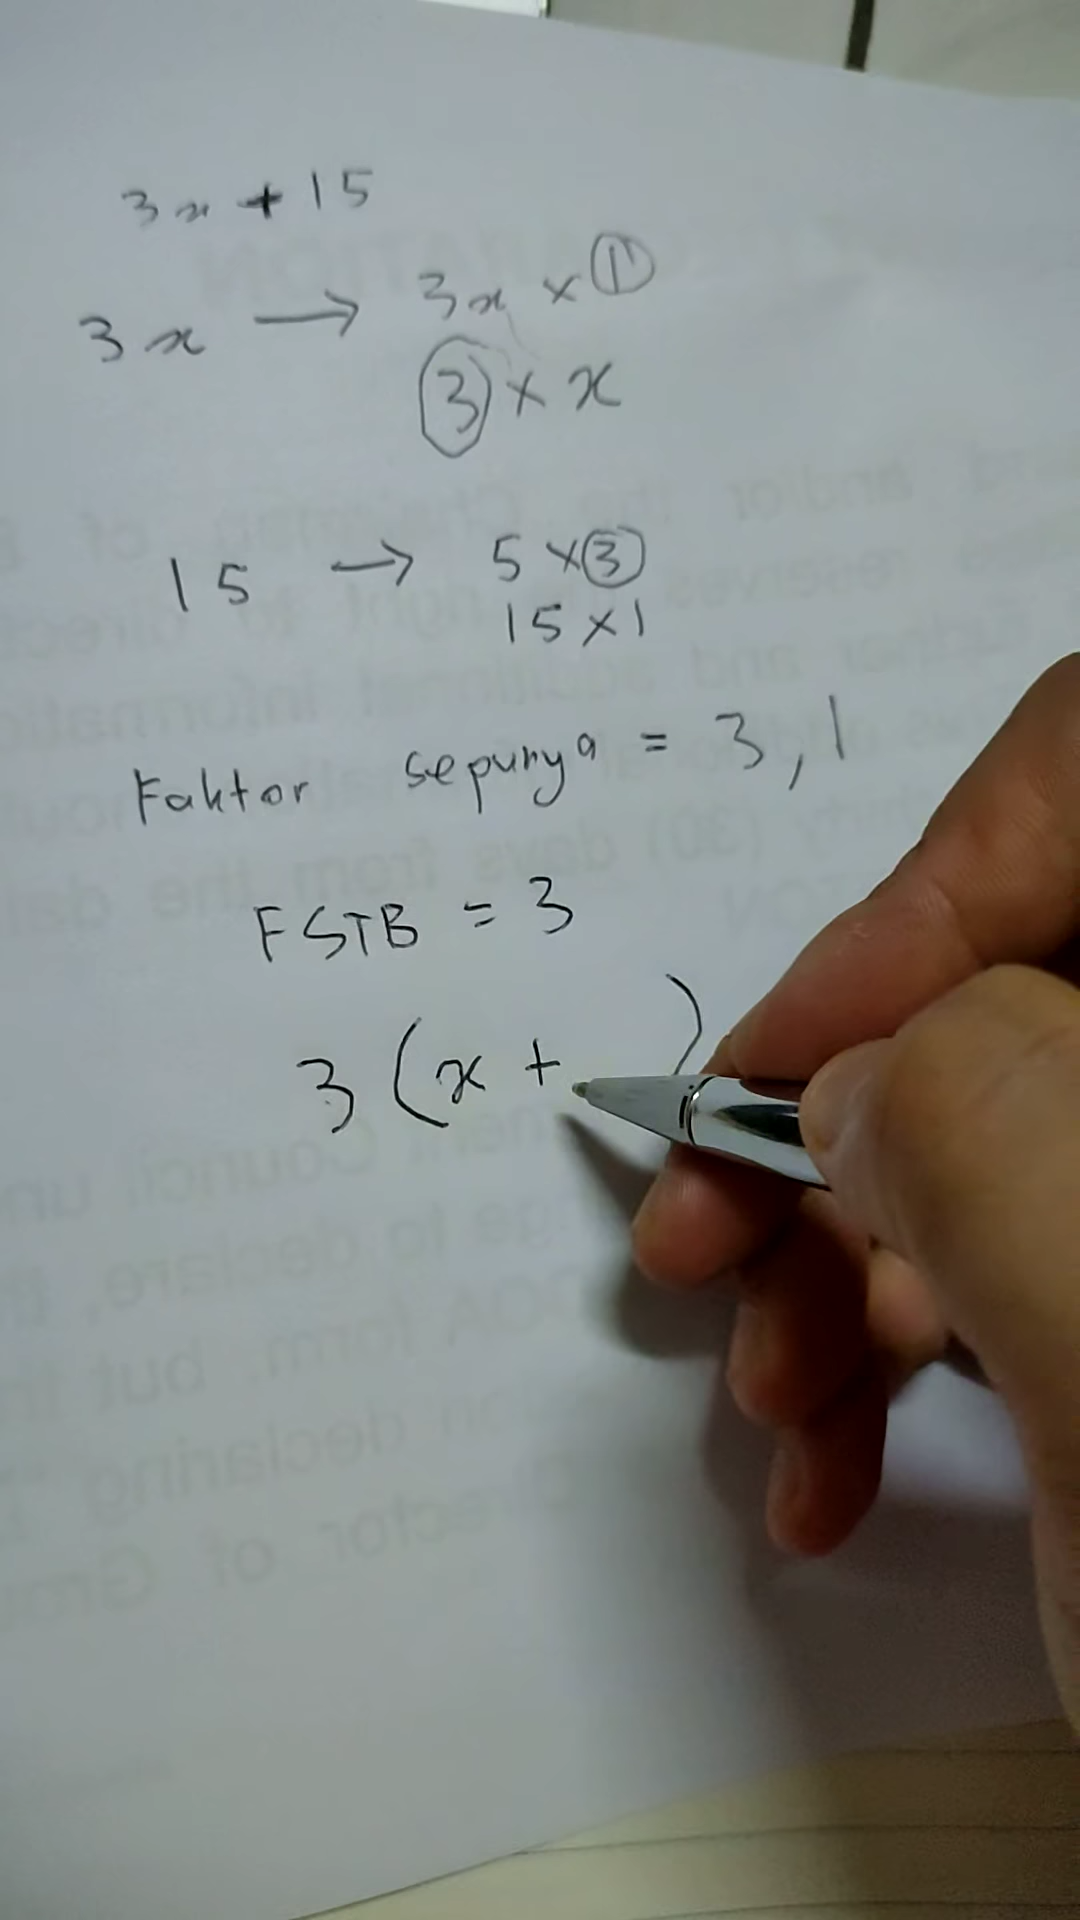 3x + 15
3x → 3x × 1
3 × x
15 → 5 × 3
15 × 1
Faktor sepunya = 3, 1
FSTB = 3
3 (x + )